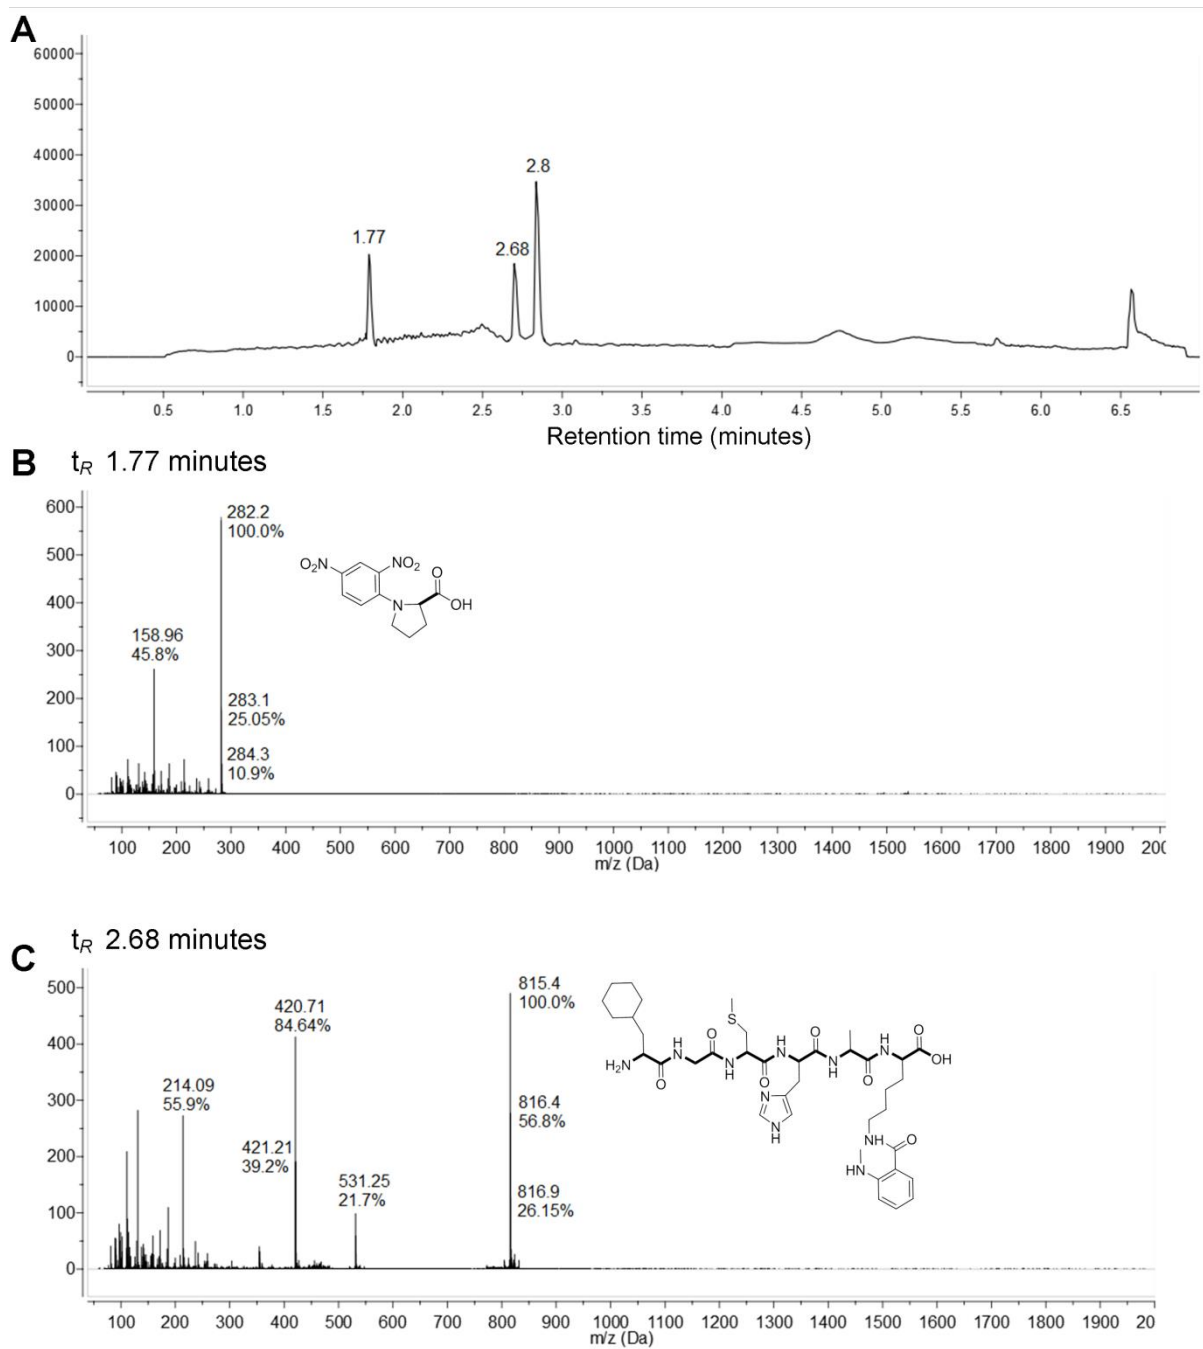 A
60000
50000
40000
30000
20000
10000
0
1.77
2.68
2.8
0.5 1.0 1.5 2.0 2.5 3.0 3.5 4.0 4.5 5.0 5.5 6.0 6.5
Retention time (minutes)
B tR 1.77 minutes
600
500
400
300
200
100
0
282.2
100.0%
158.96
45.8%
283.1
25.05%
284.3
10.9%
O2N NO2
O
N OH
100 200 300 400 500 600 700 800 900 1000 1100 1200 1300 1400 1500 1600 1700 1800 1900 200
m/z (Da)
C tR 2.68 minutes
500
400
300
200
100
0
815.4
100.0%
420.71
84.64%
214.09
55.9%
421.21
39.2%
531.25
21.7%
816.4
56.8%
816.9
26.15%
S
H O H O H O
H2N N N N OH
O N O N O
H H
N
N
H
NH O
HN
100 200 300 400 500 600 700 800 900 1000 1100 1200 1300 1400 1500 1600 1700 1800 1900 20
m/z (Da)